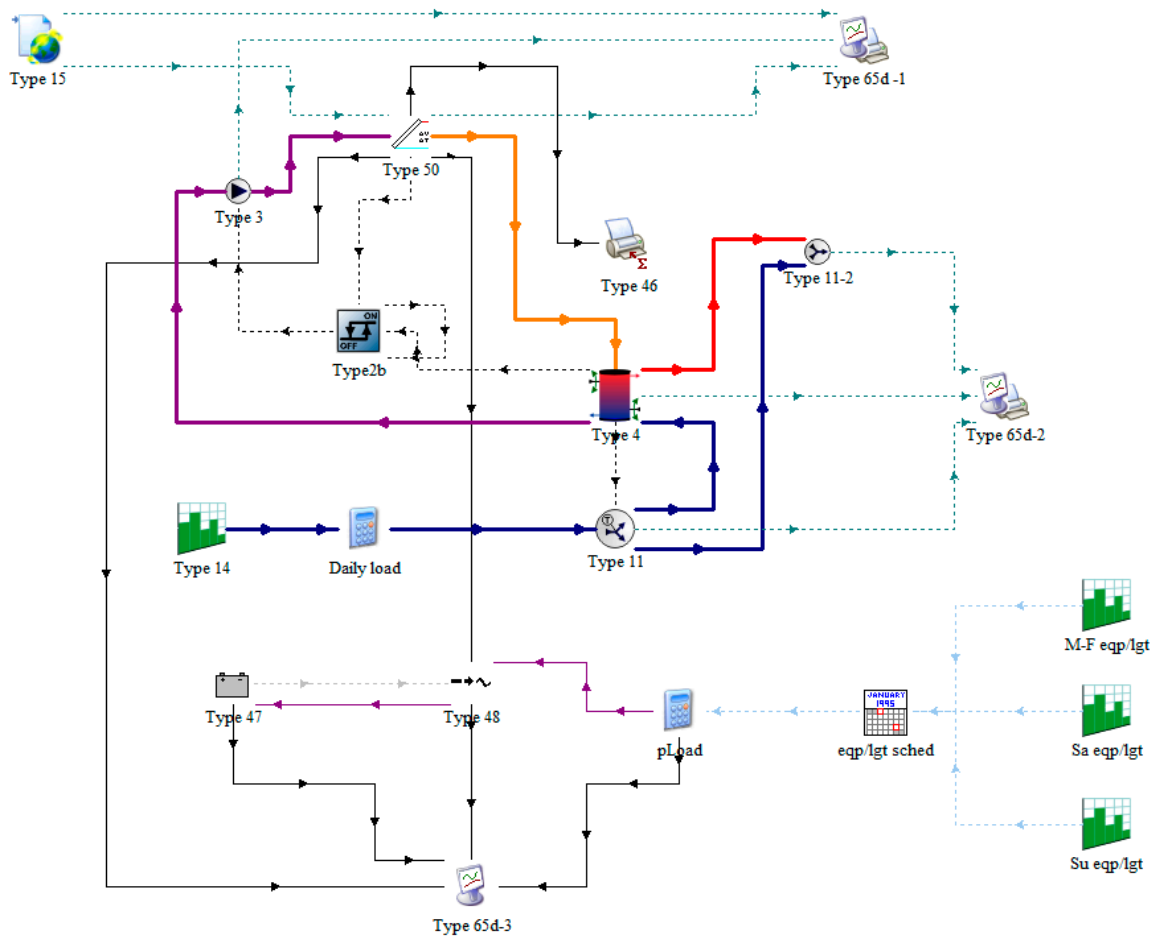 Type 15
Type 65d -1
Type 50
Type 3
Type 46
Type 11-2
ON
OFF
Type2b
Type 4
Type 65d-2
Type 14
Daily load
Type 11
M-F eqp/lgt
Type 47
Type 48
pLoad
JANUARY
1995
eqp/lgt sched
Sa eqp/lgt
Su eqp/lgt
Type 65d-3